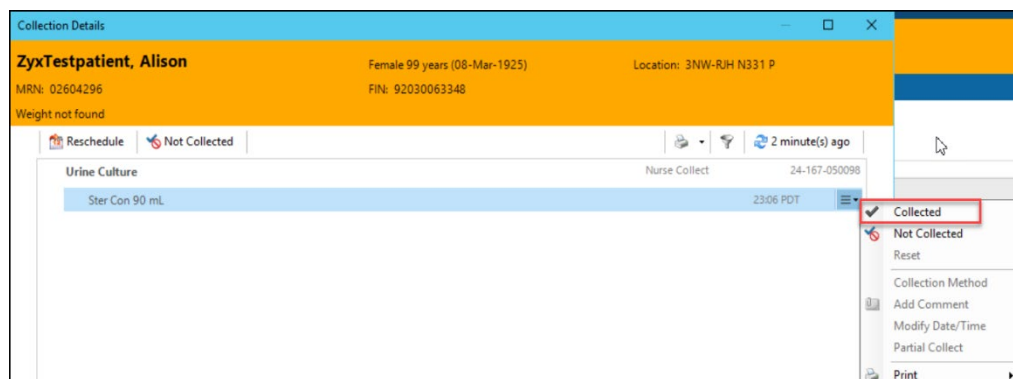 Collection Details
ZyxTestpatient, Alison
Female 99 years (08-Mar-1925)
Location: 3NW-RJH N331 P
MRN: 02604296
FIN: 92030063348
Weight not found
Reschedule
Not Collected
2 minute(s) ago
Urine Culture
Nurse Collect
24-167-050098
Ster Con 90 mL
23:06 PDT
Collected
Not Collected
Reset
Collection Method
Add Comment
Modify Date/Time
Partial Collect
Print